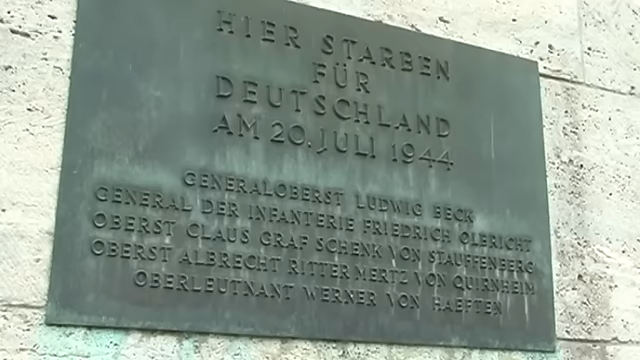 HIER STARBEN
FÜR
DEUTSCHLAND
AM 20. JULI 1944
GENERALOBERST LUDWIG BECK
GENERAL DER INFANTERIE FRIEDRICH OLBRICHT
OBERST CLAUS GRAF SCHENK VON STAUFFENBERG
OBERST ALBRECHT RITTER MERTZ VON QUIRNHEIM
OBERLEUTNANT WERNER VON HAEFTEN